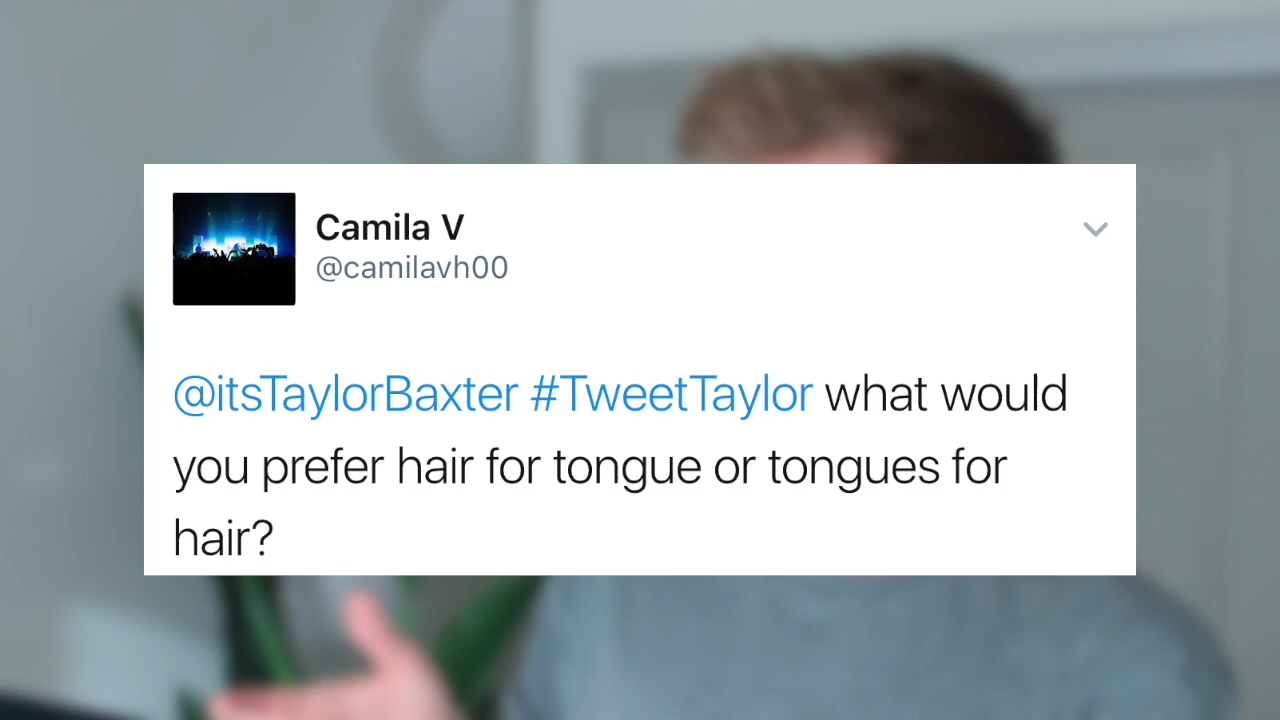 Camila V
@camilavh00
@itsTaylorBaxter #TweetTaylor what would
you prefer hair for tongue or tongues for
hair?